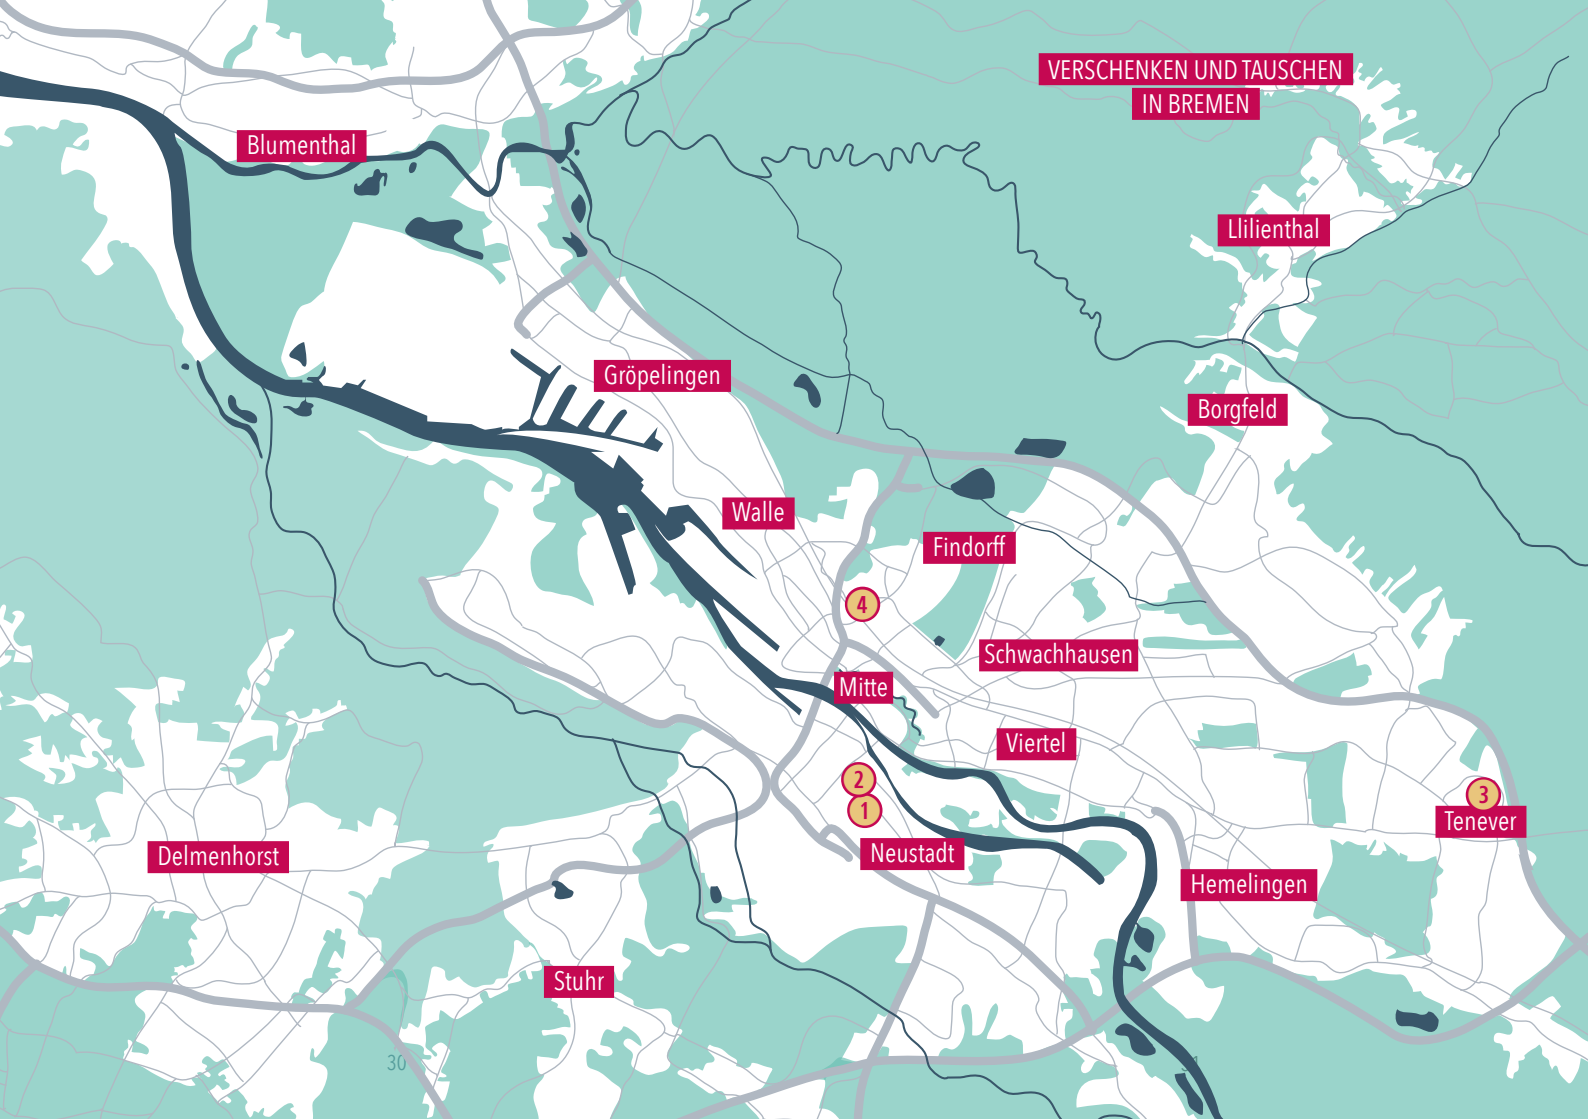 VERSCHENKEN UND TAUSCHEN
IN BREMEN
Blumenthal
Llilienthal
Gröpelingen
Borgfeld
Walle
Findorff
4
Schwachhausen
Mitte
Viertel
2
1
3
Tenever
Neustadt
Delmenhorst
Hemelingen
Stuhr
30
31